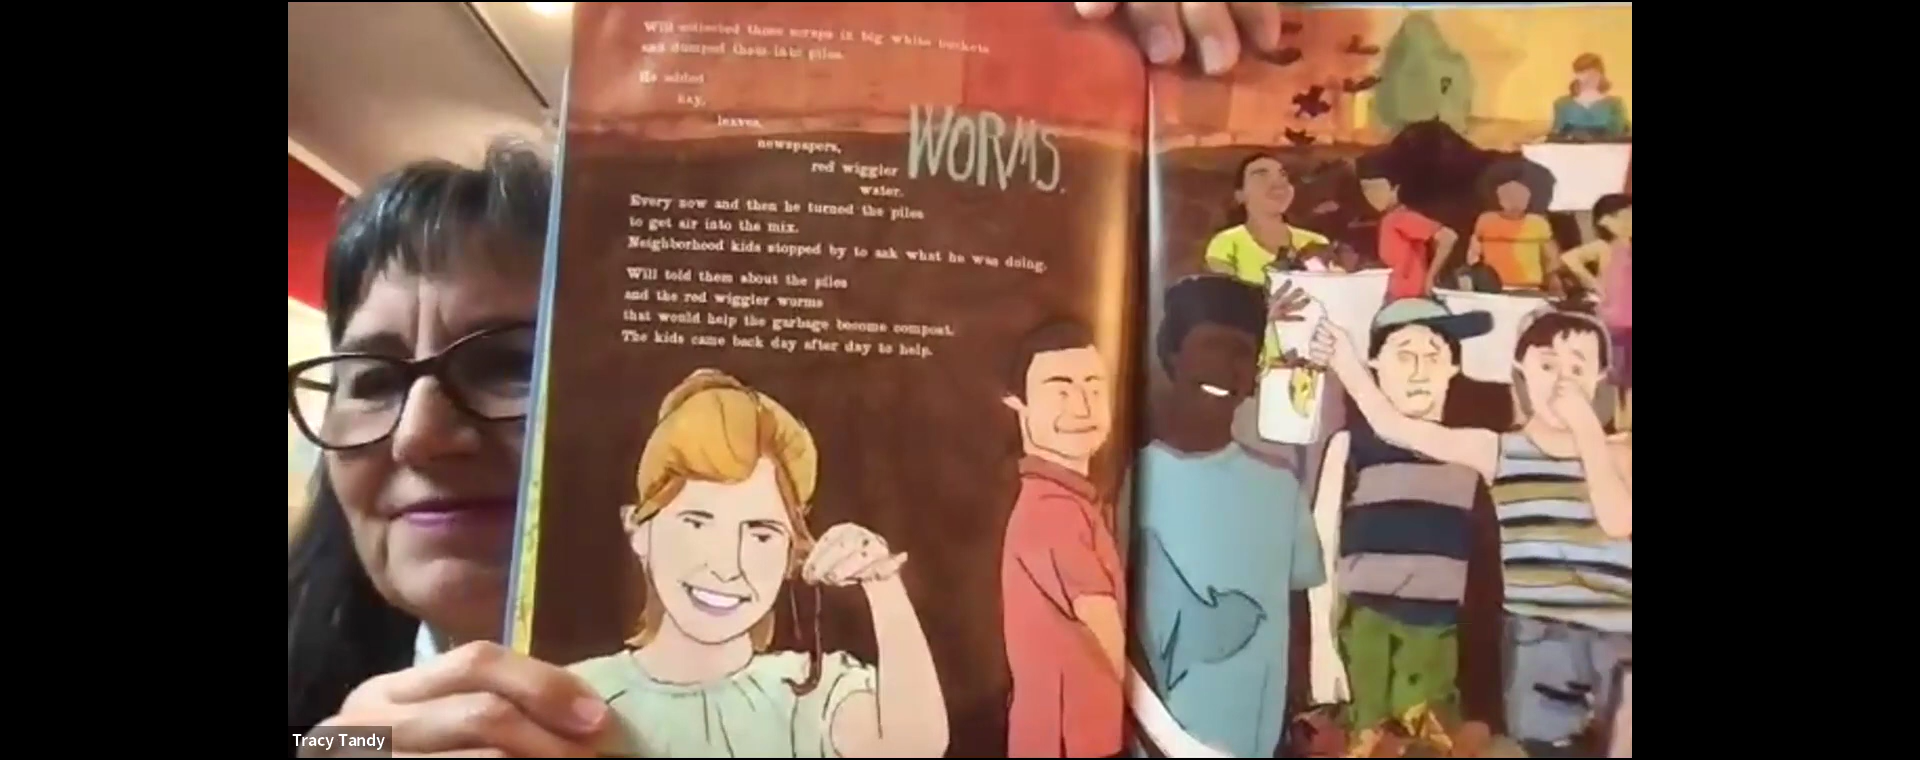 Will collected those scraps in big white buckets
and dumped them into piles.
He added
hay,
leaves,
newspapers,
red wiggler WORMS.
water.
Every now and then he turned the piles
to get air into the mix.
Neighborhood kids stopped by to ask what he was doing.
Will told them about the piles
and the red wiggler worms
that would help the garbage become compost.
The kids came back day after day to help.
Tracy Tandy